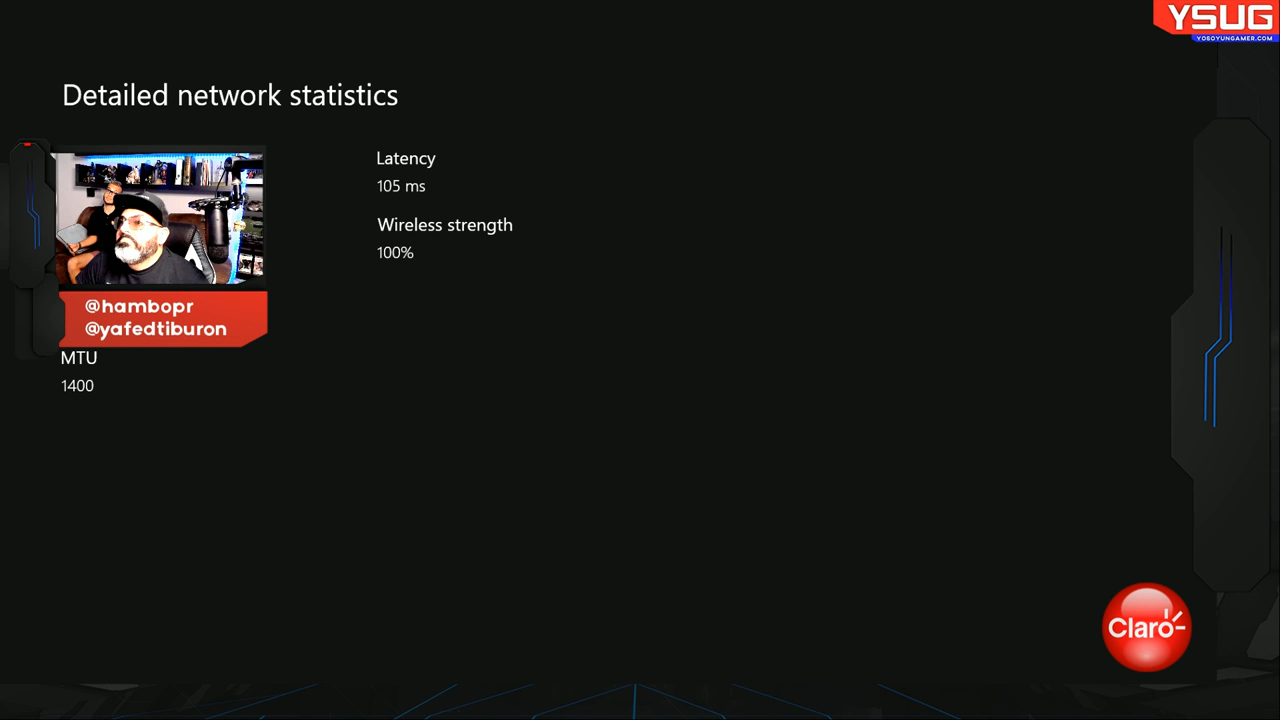 YSUG
YOSOYUNGAMER.COM
Detailed network statistics
Latency
105 ms
Wireless strength
100%
@hambopr
@yafedtiburon
MTU
1400
Claro